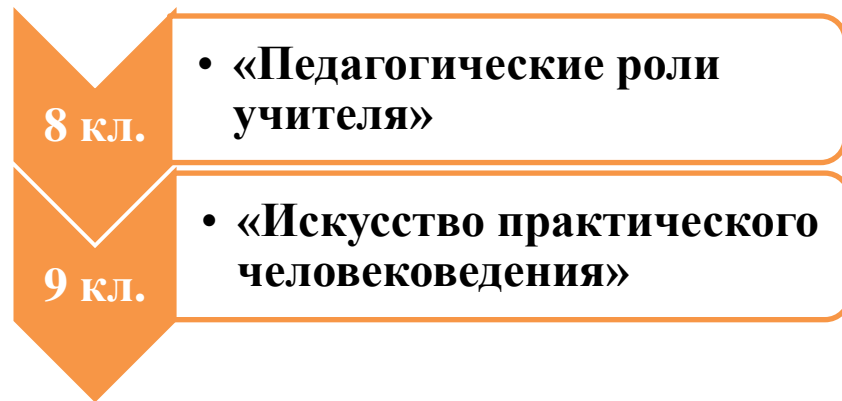 8 кл.
• «Педагогические роли
учителя»
9 кл.
• «Искусство практического
человековедения»